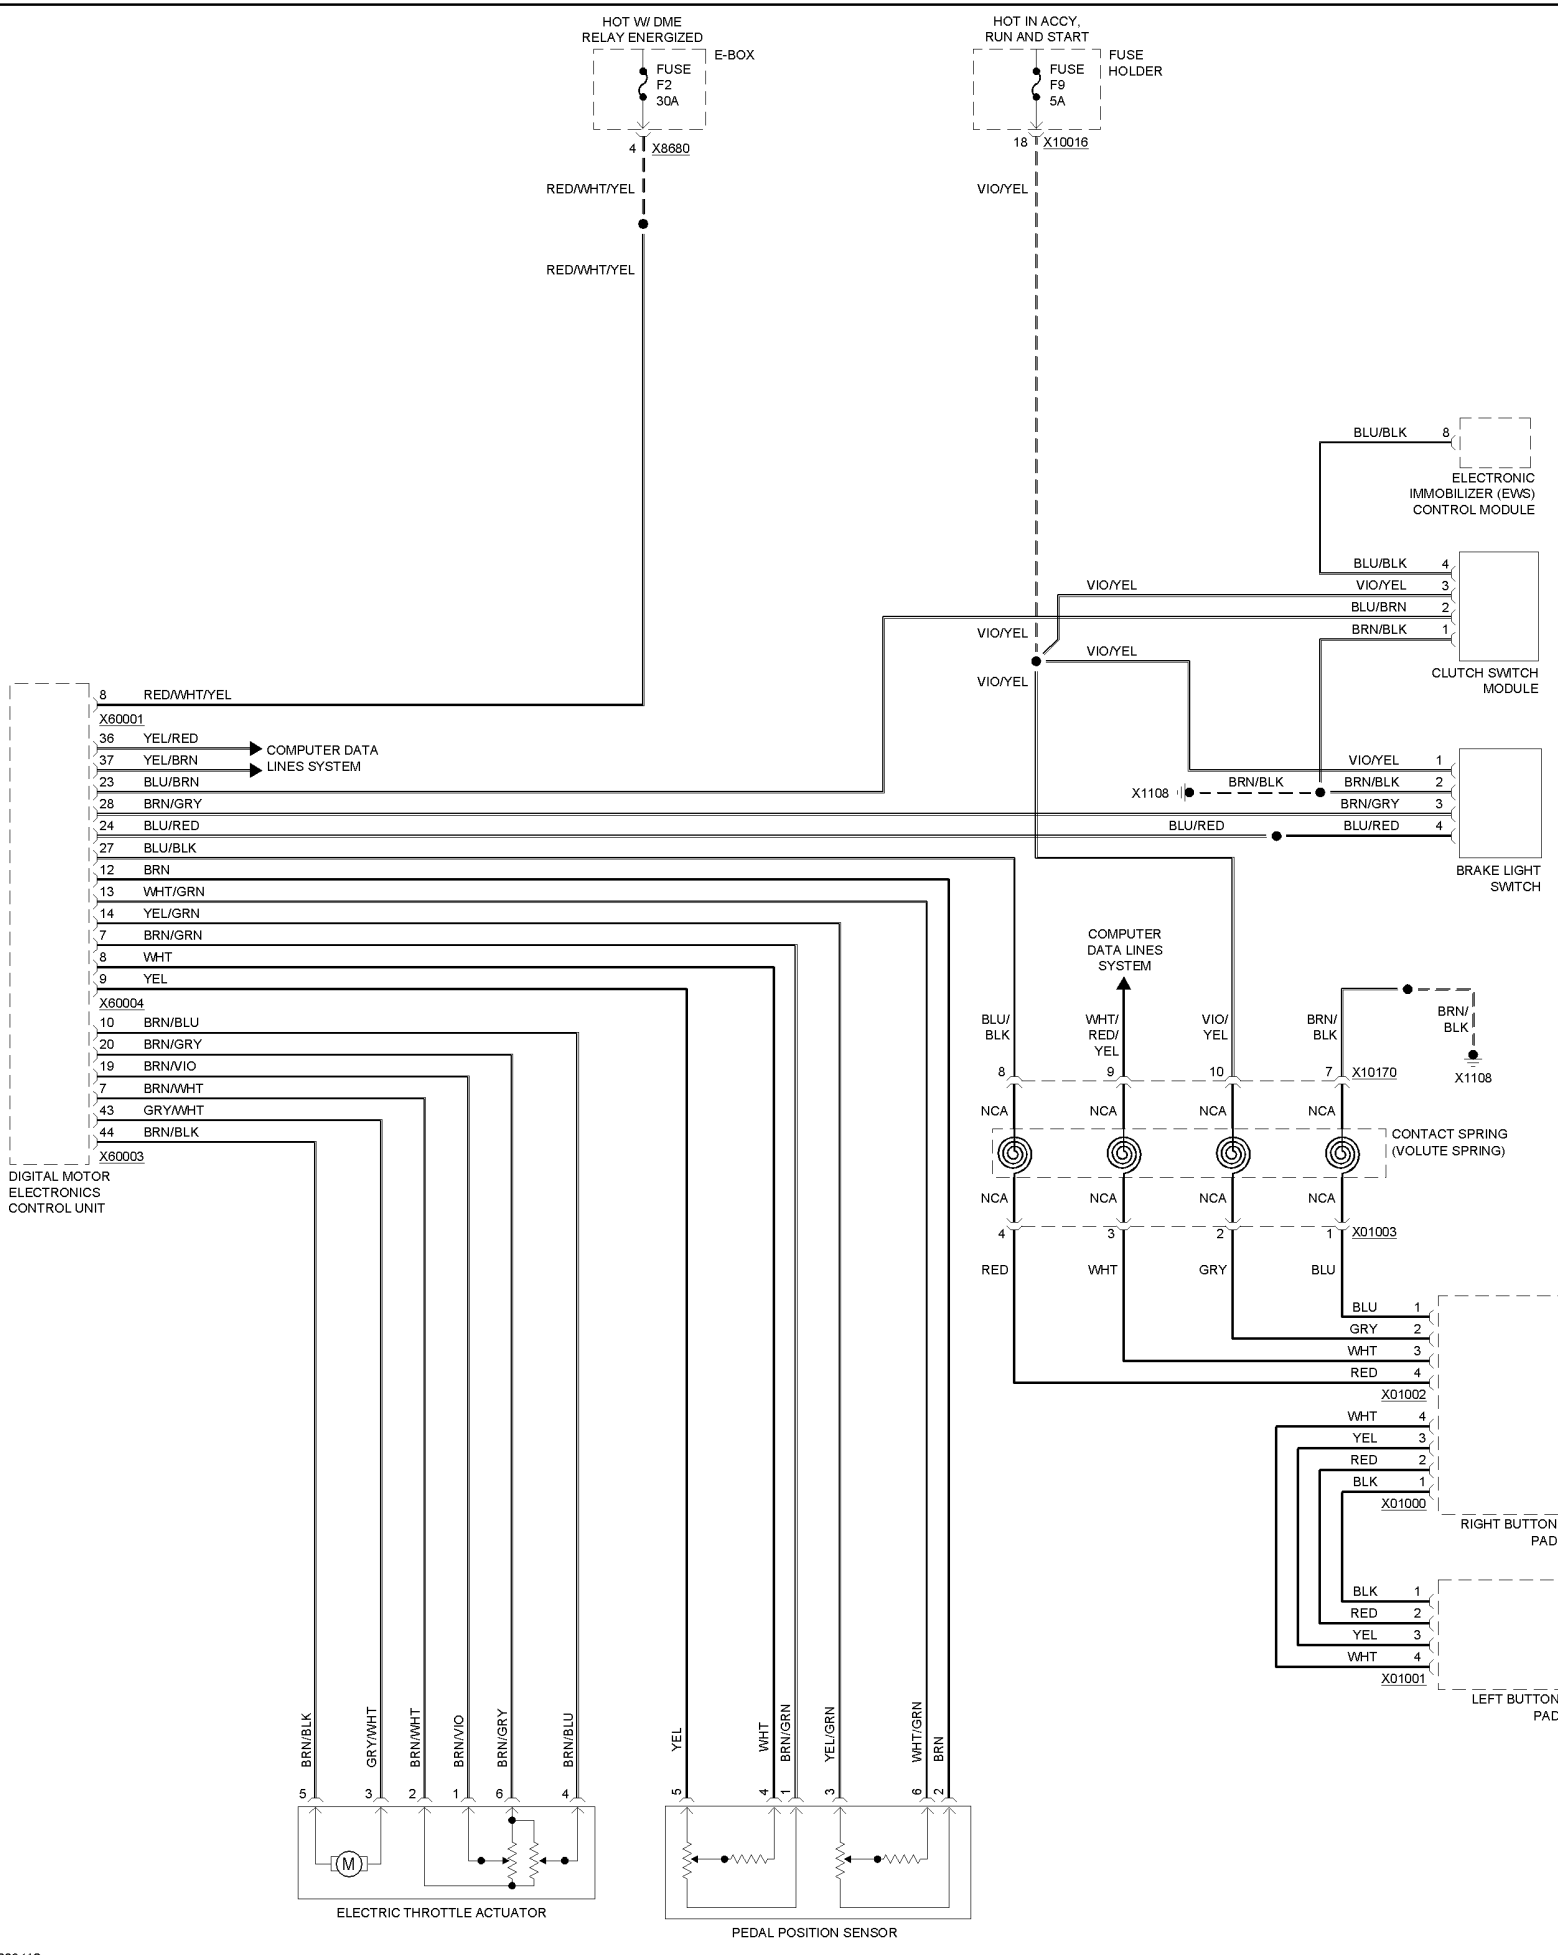 HOT W/ DME
RELAY ENERGIZED
E-BOX
FUSE
F2
30A
4 X8680
RED/WHT/YEL
RED/WHT/YEL
HOT IN ACCY,
RUN AND START
FUSE
HOLDER
FUSE
F9
5A
18 X10016
VIO/YEL
BLU/BLK 8
ELECTRONIC
IMMOBILIZER (EWS)
CONTROL MODULE
BLU/BLK 4
VIO/YEL VIO/YEL 3
BLU/BRN 2
VIO/YEL BRN/BLK 1
VIO/YEL
VIO/YEL
CLUTCH SWITCH
MODULE
8 RED/WHT/YEL
X60001
36 YEL/RED
37 YEL/BRN
COMPUTER DATA
LINES SYSTEM
23 BLU/BRN
28 BRN/GRY
24 BLU/RED
27 BLU/BLK
12 BRN
13 WHT/GRN
14 YEL/GRN
7 BRN/GRN
8 WHT
9 YEL
X60004
10 BRN/BLU
20 BRN/GRY
19 BRN/VIO
7 BRN/WHT
43 GRY/WHT
44 BRN/BLK
X60003
DIGITAL MOTOR
ELECTRONICS
CONTROL UNIT
VIO/YEL 1
X1108 BRN/BLK BRN/BLK 2
BRN/GRY 3
BLU/RED BLU/RED 4
BRAKE LIGHT
SWITCH
COMPUTER
DATA LINES
SYSTEM
BLU/
BLK
WHT/
RED/
YEL
VIO/
YEL
BRN/
BLK
BRN/
BLK
X1108
8 9 10 7 X10170
NCA NCA NCA NCA
CONTACT SPRING
(VOLUTE SPRING)
NCA NCA NCA NCA
4 3 2 1 X01003
RED WHT GRY BLU
BLU 1
GRY 2
WHT 3
RED 4
X01002
WHT 4
YEL 3
RED 2
BLK 1
X01000
RIGHT BUTTON
PAD
BLK 1
RED 2
YEL 3
WHT 4
X01001
LEFT BUTTON
PAD
BRN/BLK GRY/WHT BRN/WHT BRN/VIO BRN/GRY BRN/BLU
5 3 2 1 6 4
M
ELECTRIC THROTTLE ACTUATOR
YEL WHT BRN/GRN YEL/GRN WHT/GRN BRN
5 4 1 3 6 2
PEDAL POSITION SENSOR